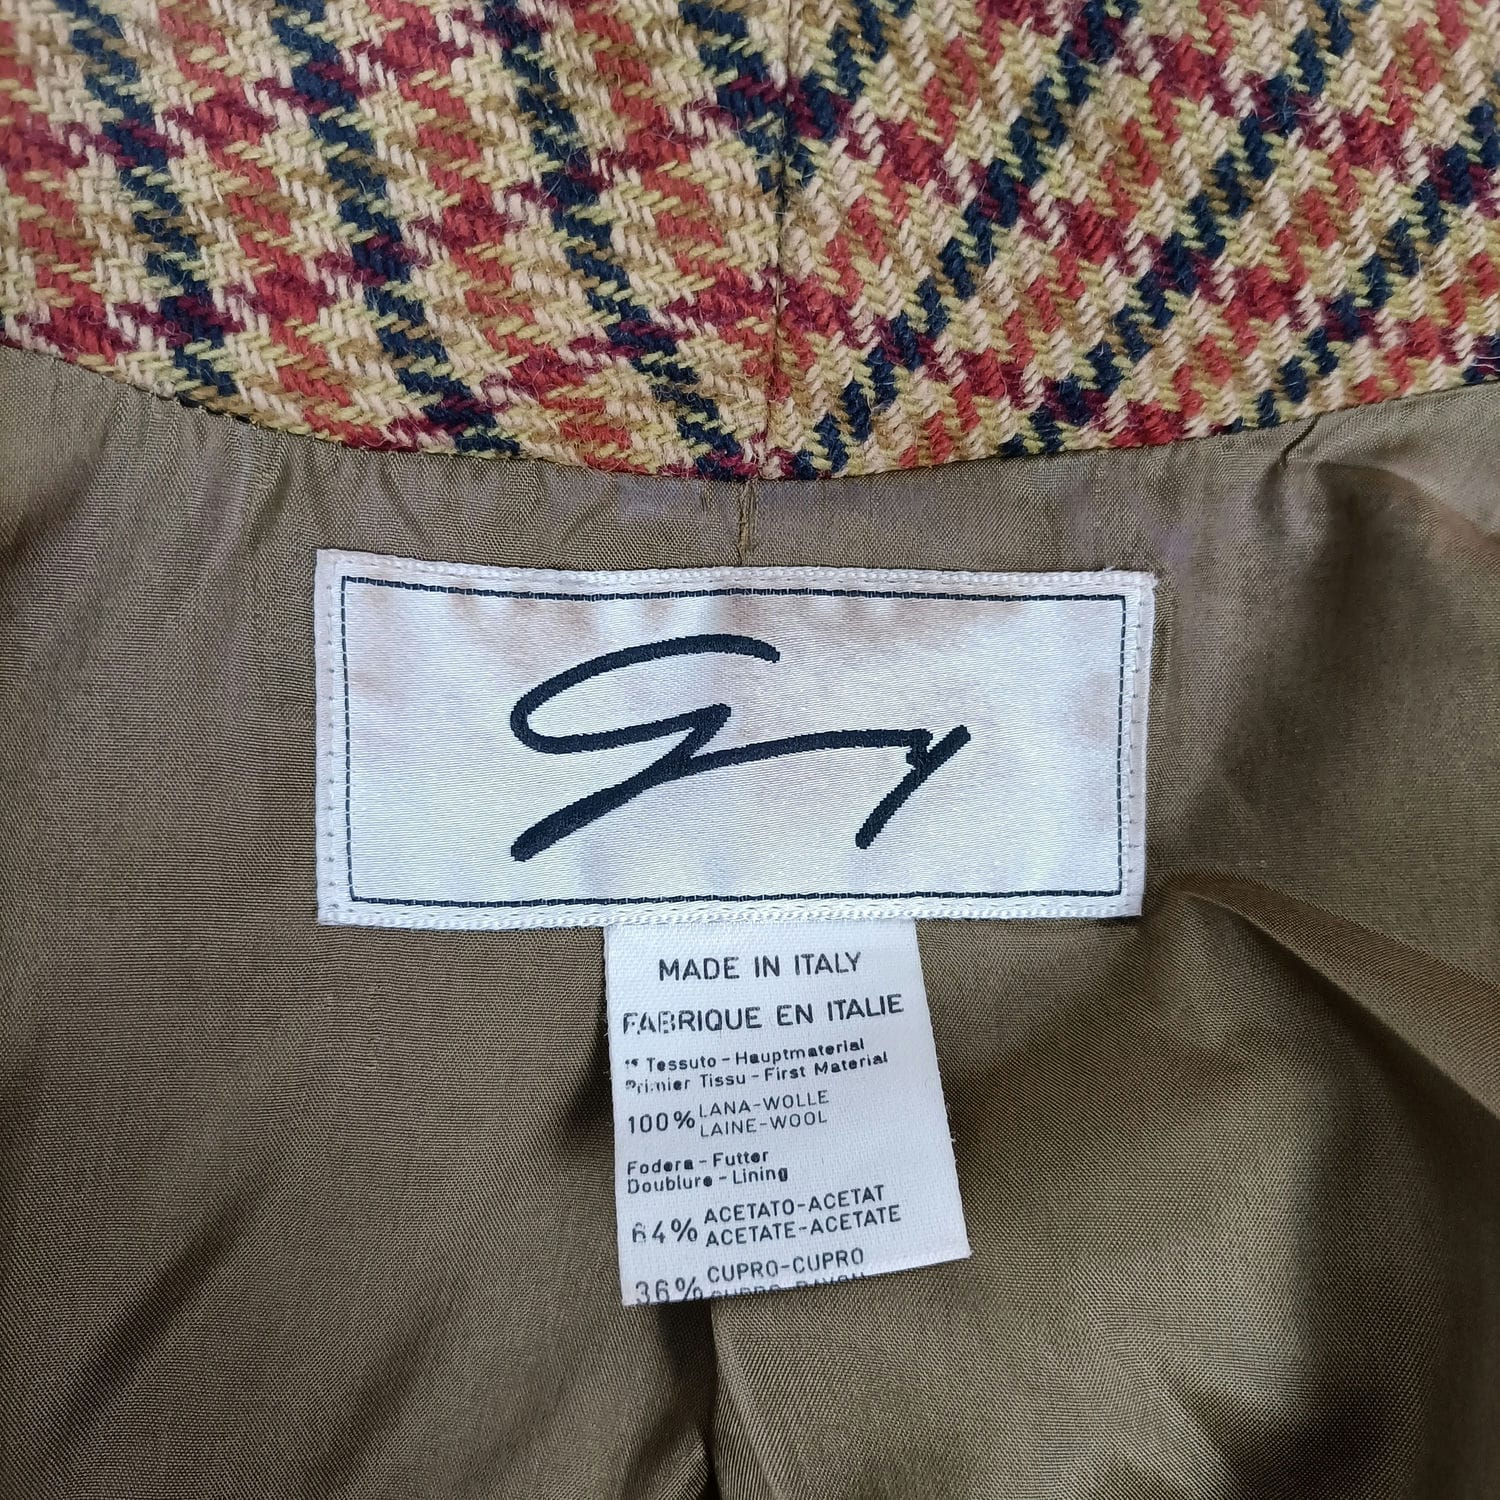 MADE IN ITALY
FABRIQUE EN ITALIE
Tessuto - Hauptmaterial
Primier Tissu - First Material
100% LANA-WOLLE
LAINE-WOOL
Fodera - Futter
Doublure - Lining
64% ACETATO-ACETAT
ACETATE-ACETATE
36% CUPRO-CUPRO